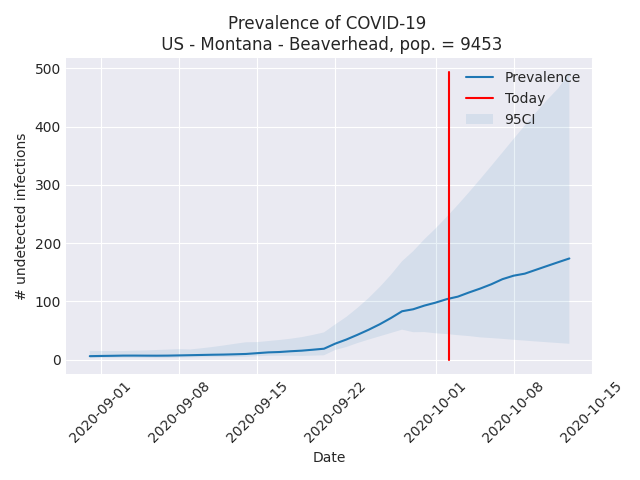 Prevalence of COVID-19
US - Montana - Beaverhead, pop. = 9453
500
400
300
200
100
0
# undetected infections
Prevalence
Today
95CI
2020-09-01
2020-09-08
2020-09-15
2020-09-22
2020-10-01
2020-10-08
2020-10-15
Date